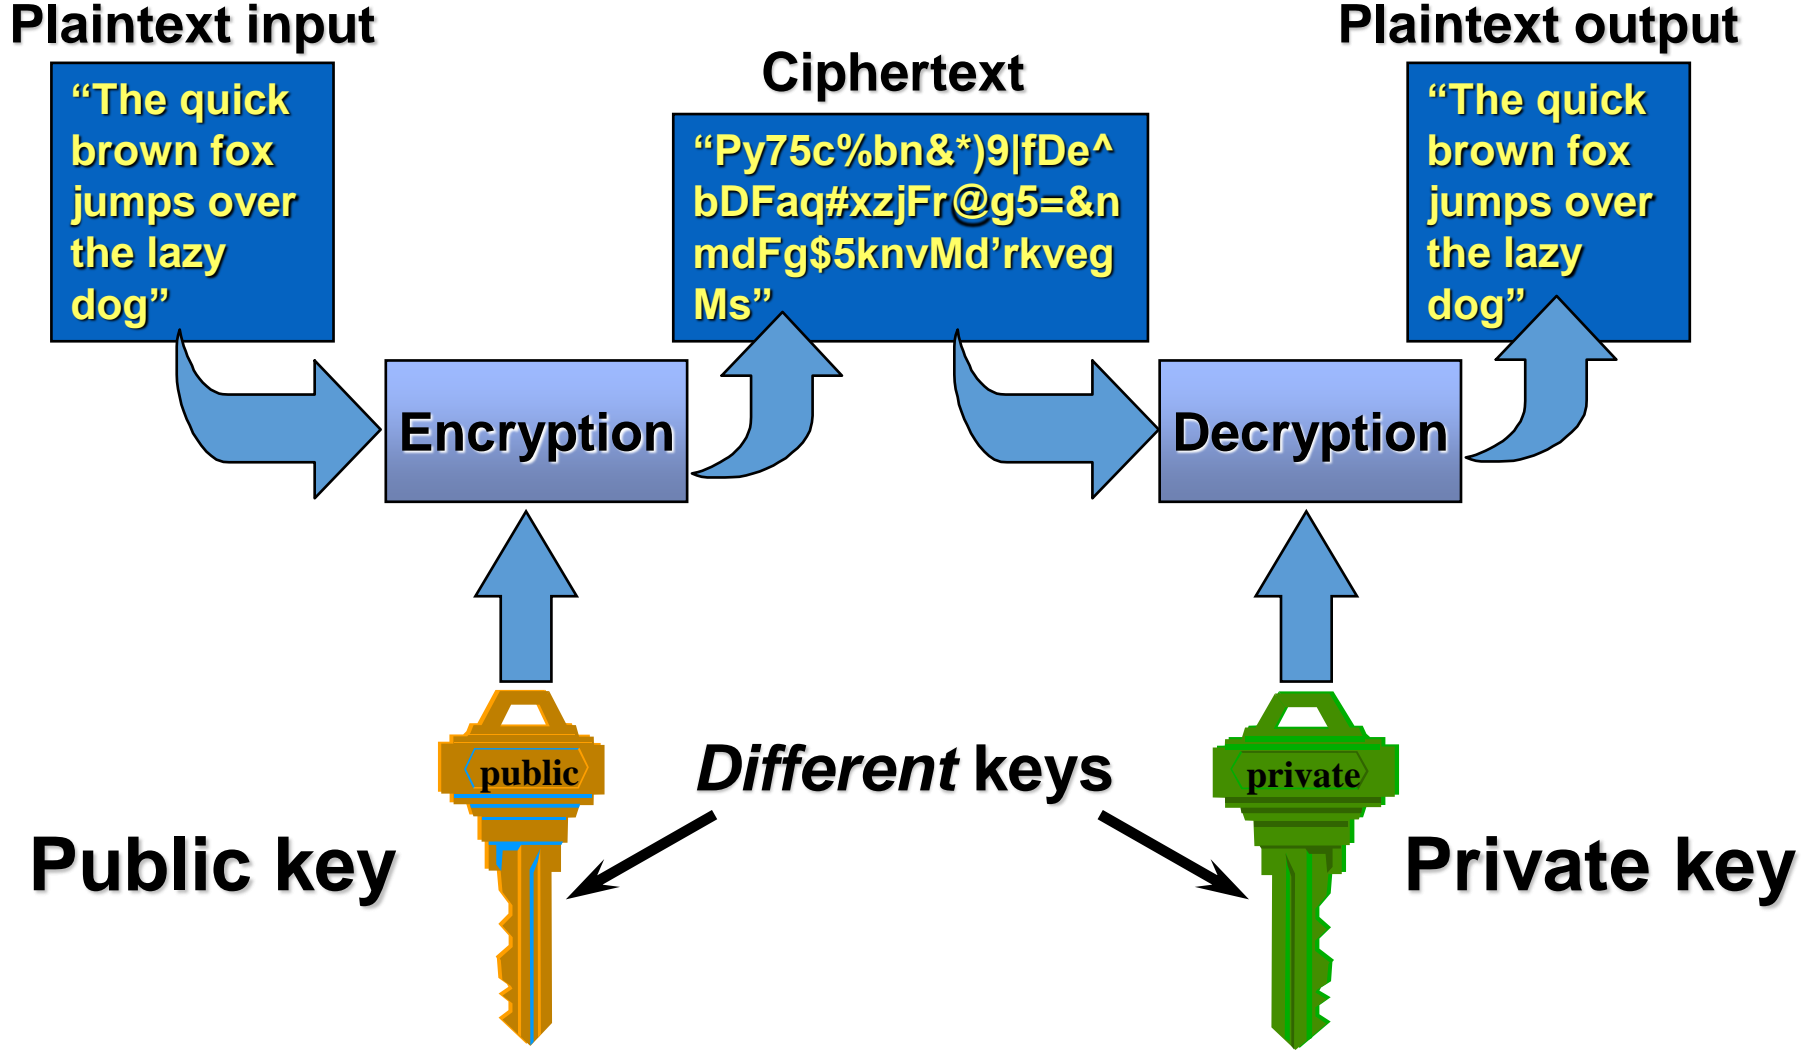 Plaintext input
“The quick
brown fox
jumps over
the lazy
dog”
Ciphertext
“Py75c%bn&*)9|fDe^
bDFaq#xzjFr@g5=&n
mdFg$5knvMd’rkveg
Ms”
Plaintext output
“The quick
brown fox
jumps over
the lazy
dog”
Encryption
Decryption
public
Different keys
private
Public key
Private key